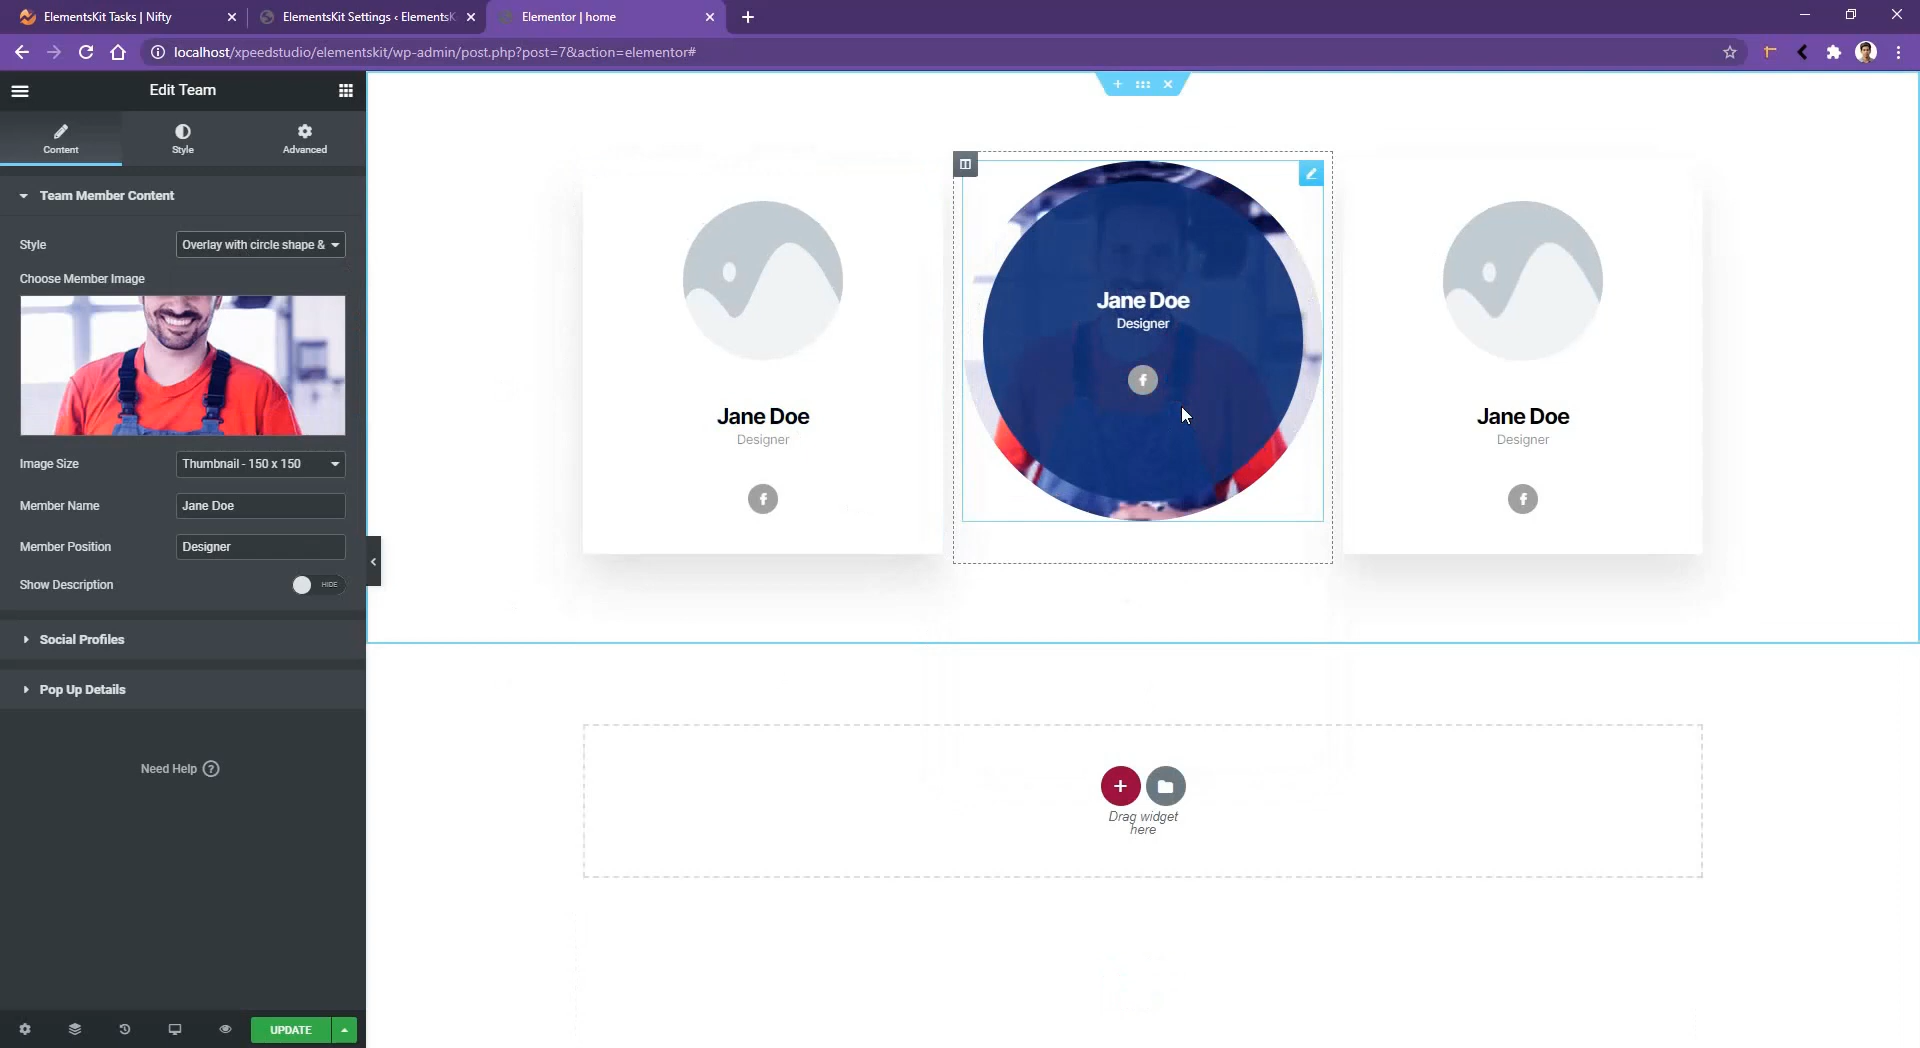 ElementsKit Tasks | Nifty
ElementsKit Settings ‹ ElementsK
Elementor | home
localhost/xpeedstudio/elementskit/wp-admin/post.php?post=7&action=elementor#
Edit Team
Content
Style
Advanced
Team Member Content
Style
Overlay with circle shape &
Choose Member Image
Image Size
Thumbnail - 150 x 150
Member Name
Jane Doe
Member Position
Designer
Show Description
HIDE
Social Profiles
Pop Up Details
Need Help ?
UPDATE
Jane Doe
Designer
Jane Doe
Designer
Jane Doe
Designer
Drag widget
here